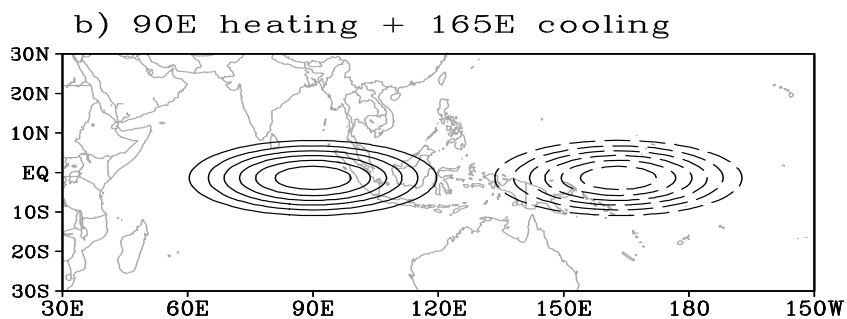 b) 90E heating + 165E cooling
30N
20N
10N
EQ
10S
20S
30S
30E 60E 90E 120E 150E 180 150W